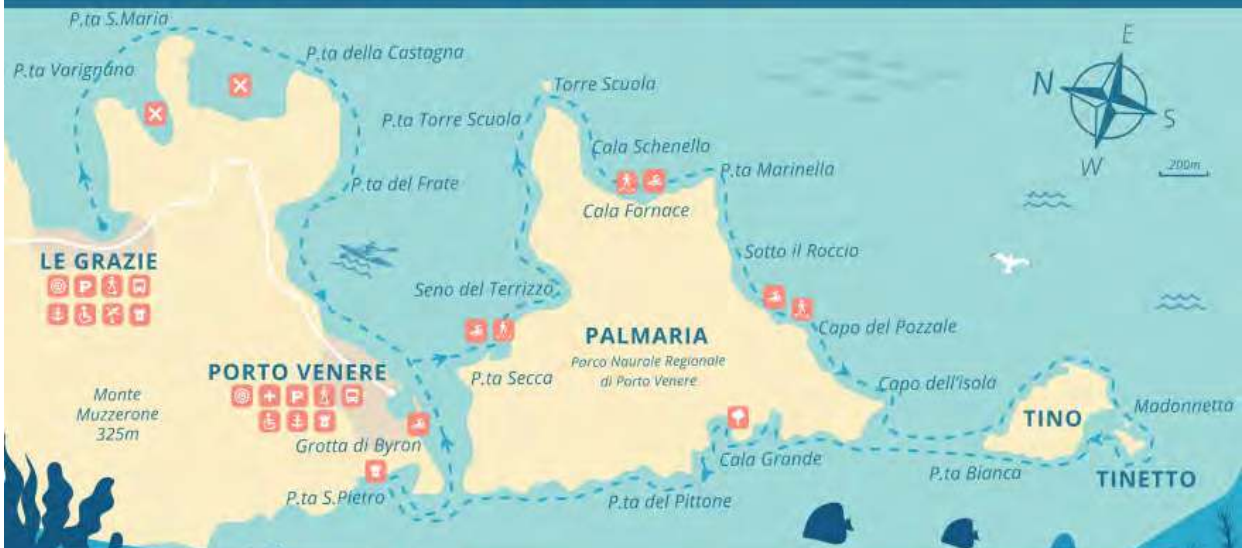 P.ta S.Maria
P.ta Varignano
P.ta della Castagna
Torre Scuola
P.ta Torre Scuola
Cala Schenello
P.ta Marinella
P.ta del Frate
Cala Fornace
E
N
S
W
200m
LE GRAZIE
P
Sotto il Roccio
Seno del Terrizzo
Capo del Pozzale
PALMARIA
Parco Naurale Regionale
di Porto Venere
PORTO VENERE
P
P.ta Secca
Capo dell'isola
Monte
Muzzerone
325m
TINO
Madonnetta
Grotta di Byron
Cala Grande
P.ta Bianca
TINETTO
P.ta S.Pietro
P.ta del Pittone